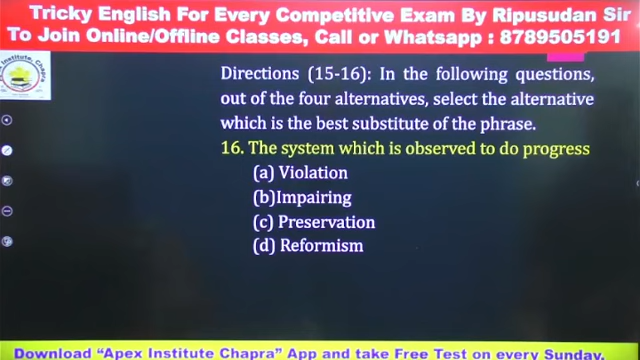 Tricky English For Every Competitive Exam By Ripusudan Sir
To Join Online/Offline Classes, Call or Whatsapp : 8789505191
Institute, Chapra
Directions (15-16): In the following questions,
out of the four alternatives, select the alternative
which is the best substitute of the phrase.
16. The system which is observed to do progress
(a) Violation
(b)Impairing
(c) Preservation
(d) Reformism
Download "Apex Institute Chapra" App and take Free Test on every Sunday.